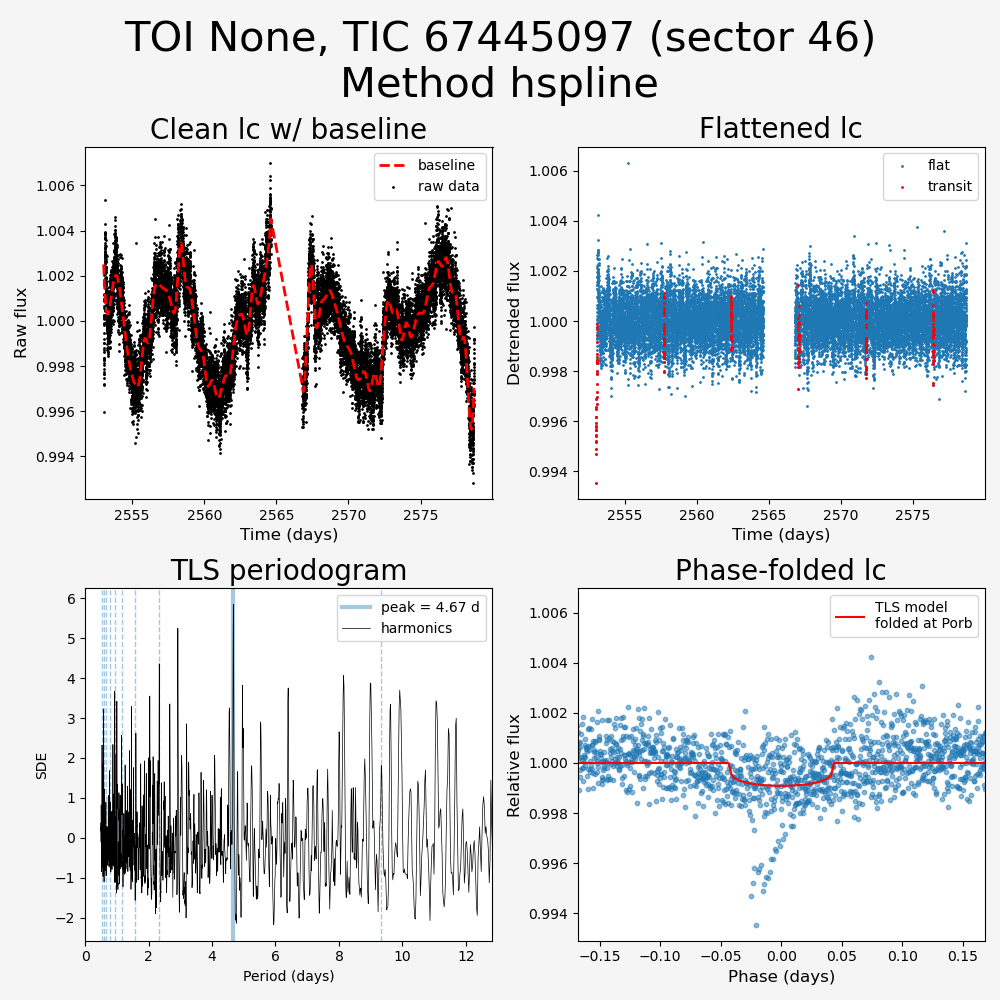 TOI None, TIC 67445097 (sector 46)
Method hspline
Clean lc w/ baseline
Raw flux
1.006
1.004
1.002
1.000
0.998
0.996
0.994
baseline
raw data
2555
2560
2565
2570
2575
Time (days)
Flattened lc
Detrended flux
1.006
1.004
1.002
1.000
0.998
0.996
0.994
flat
transit
2555
2560
2565
2570
2575
Time (days)
TLS periodogram
SDE
6
5
4
3
2
1
0
−1
−2
peak = 4.67 d
harmonics
0
2
4
6
8
10
12
Period (days)
Phase-folded lc
Relative flux
1.006
1.004
1.002
1.000
0.998
0.996
0.994
TLS model
folded at Porb
−0.15
−0.10
−0.05
0.00
0.05
0.10
0.15
Phase (days)